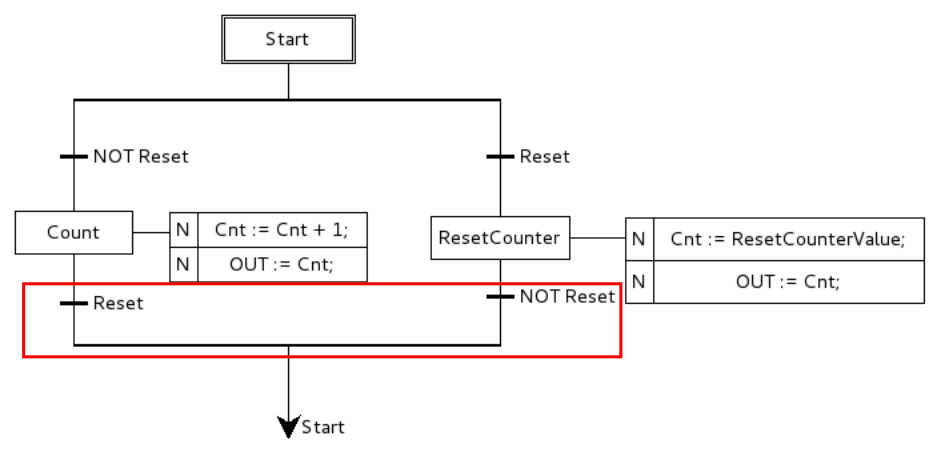 Start
NOT Reset
Reset
Count
N
Cnt := Cnt + 1;
N
OUT := Cnt;
ResetCounter
N
Cnt := ResetCounterValue;
N
OUT := Cnt;
Reset
NOT Reset
Start